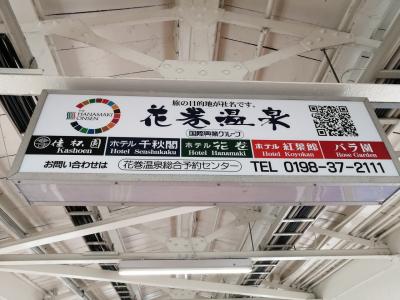 旅の目的地が社名です。
HANAMAKI
ONSEN
花巻温泉
国際興業グループ
佳松園 ホテル 千秋閣 ホテル 花巻 ホテル 紅葉館 バラ園
Kashoen Hotel Senshukaku Hotel Hanamaki Hotel Koyokan Rose Garden
お問い合わせは 花巻温泉総合予約センター TEL 0198-37-2111